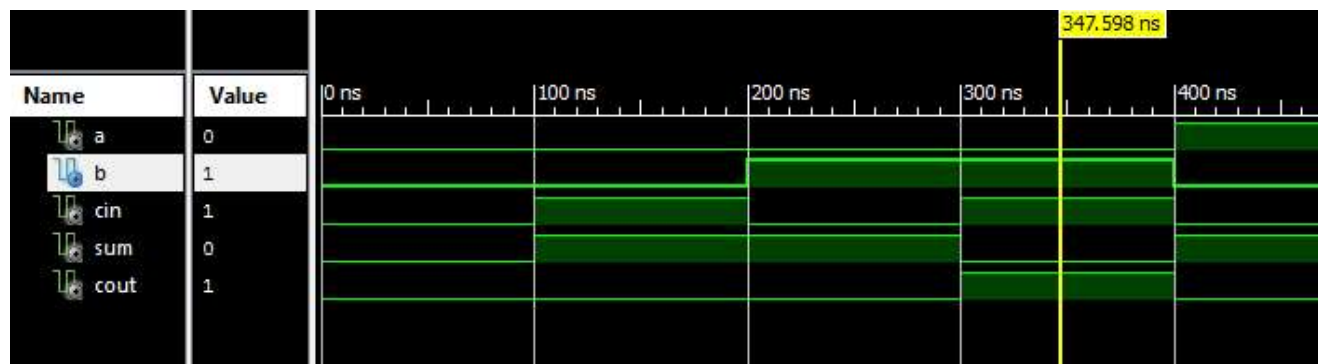 347.598 ns
Name Value 0 ns 100 ns 200 ns 300 ns 400 ns
a 0
b 1
cin 1
sum 0
cout 1